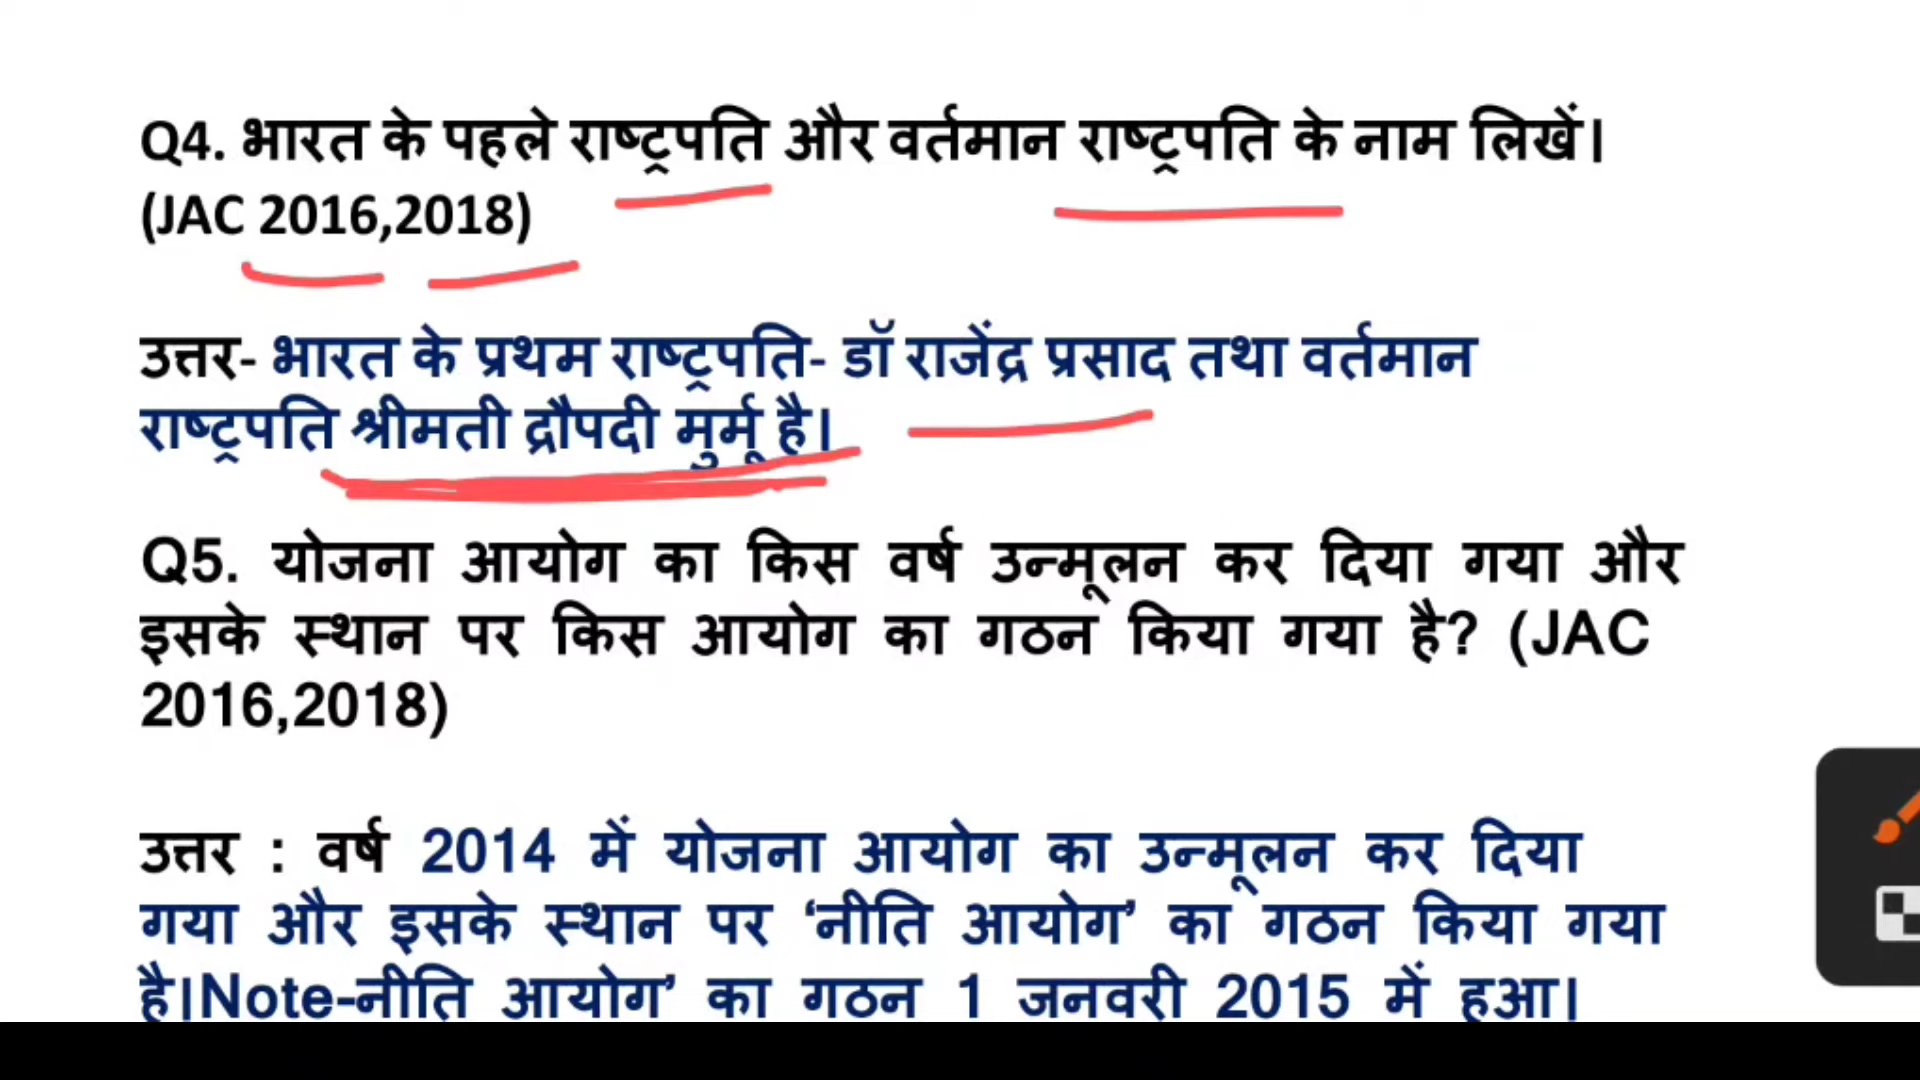 Q4. भारत के पहले राष्ट्रपति और वर्तमान राष्ट्रपति के नाम लिखें।
(JAC 2016,2018)
उत्तर- भारत के प्रथम राष्ट्रपति- डॉ राजेंद्र प्रसाद तथा वर्तमान
राष्ट्रपति श्रीमती द्रौपदी मुर्मू है।
Q5. योजना आयोग का किस वर्ष उन्मूलन कर दिया गया और
इसके स्थान पर किस आयोग का गठन किया गया है? (JAC
2016,2018)
उत्तर : वर्ष 2014 में योजना आयोग का उन्मूलन कर दिया
गया और इसके स्थान पर ‘नीति आयोग’ का गठन किया गया
है।Note-नीति आयोग’ का गठन 1 जनवरी 2015 में हुआ।